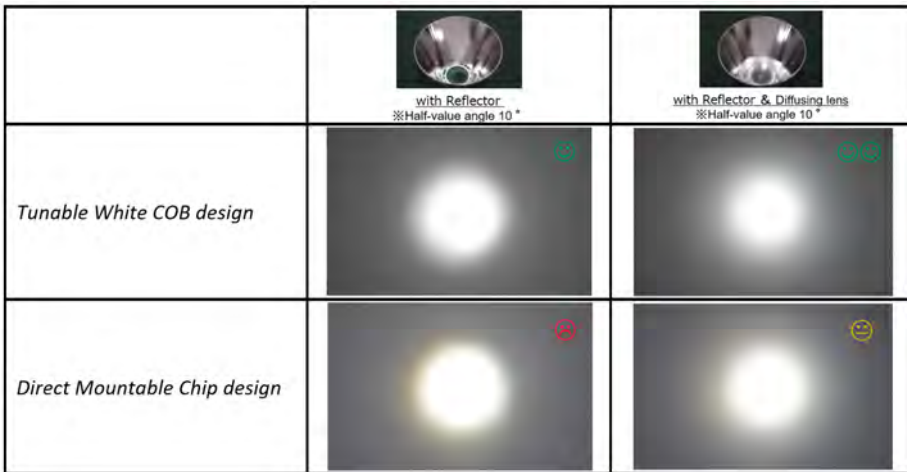 with Reflector
※Half-value angle 10 °
with Reflector & Diffusing lens
※Half-value angle 10 °
Tunable White COB design
Direct Mountable Chip design